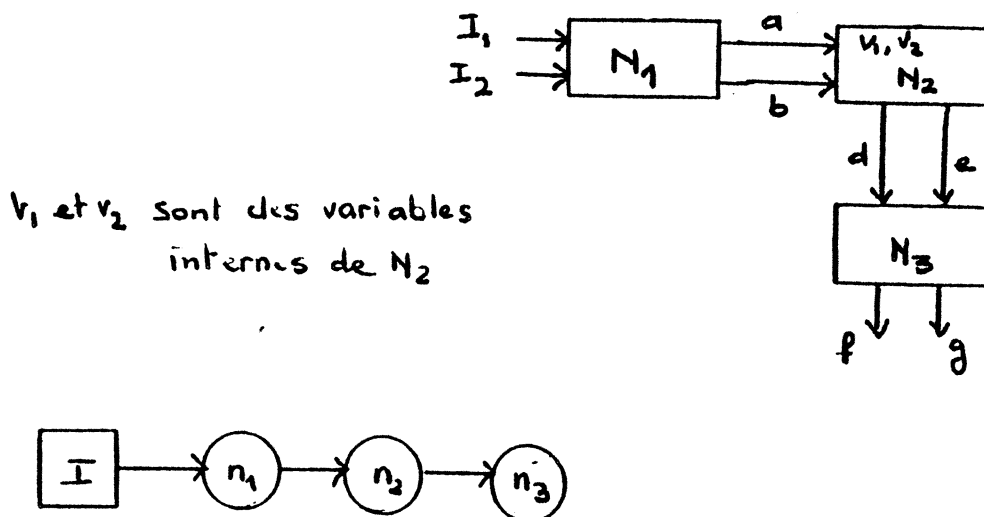 I₁
I₂
N₁
a
b
v₁, v₂
N₂
d
e
v₁ et v₂ sont des variables
internes de N₂
N₃
f
g
I
n₁
n₂
n₃